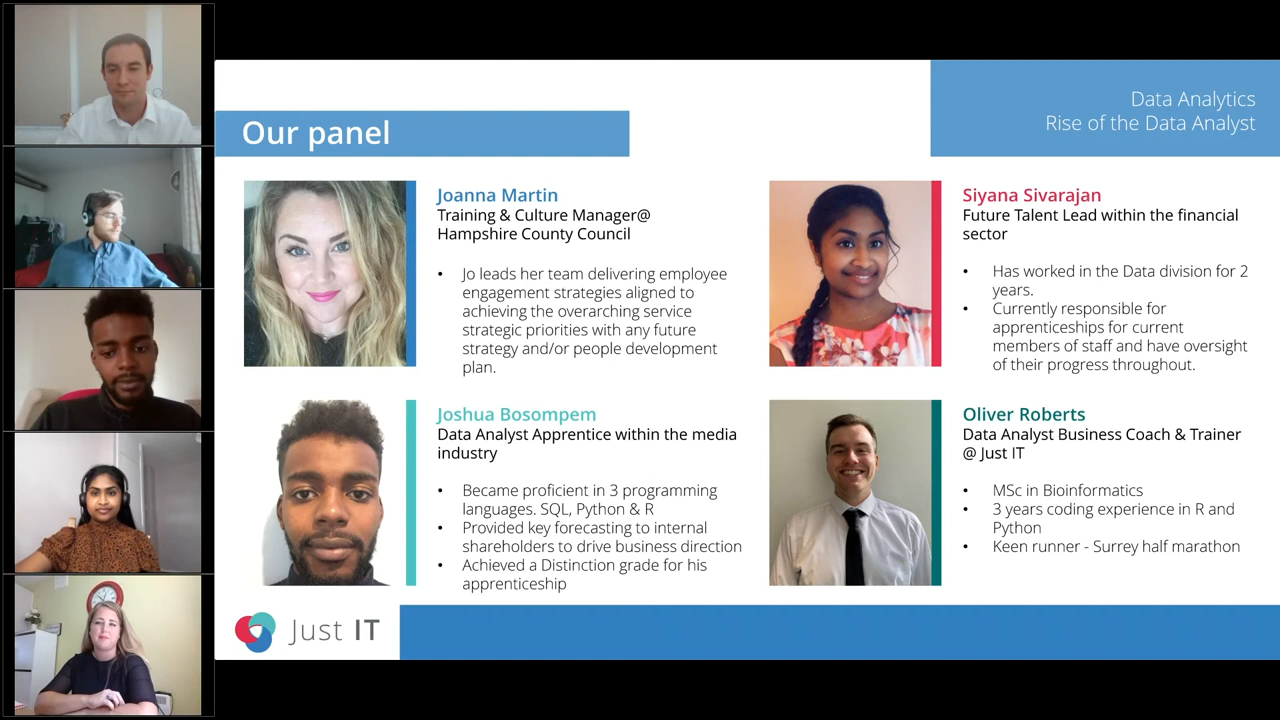 Data Analytics
Rise of the Data Analyst
Our panel
Joanna Martin
Training & Culture Manager@
Hampshire County Council
• Jo leads her team delivering employee
engagement strategies aligned to
achieving the overarching service
strategic priorities with any future
strategy and/or people development
plan.
Siyana Sivarajan
Future Talent Lead within the financial
sector
• Has worked in the Data division for 2
years.
• Currently responsible for
apprenticeships for current
members of staff and have oversight
of their progress throughout.
Joshua Bosompem
Data Analyst Apprentice within the media
industry
• Became proficient in 3 programming
languages. SQL, Python & R
• Provided key forecasting to internal
shareholders to drive business direction
• Achieved a Distinction grade for his
apprenticeship
Oliver Roberts
Data Analyst Business Coach & Trainer
@ Just IT
• MSc in Bioinformatics
• 3 years coding experience in R and
Python
• Keen runner - Surrey half marathon
Just IT